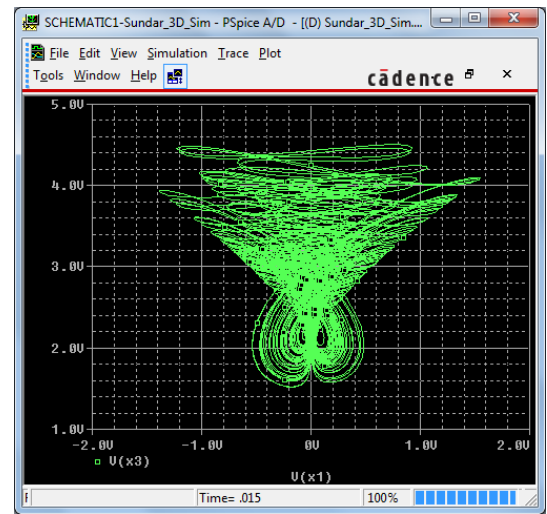 SCHEMATIC1-Sundar_3D_Sim - PSpice A/D - [(D) Sundar_3D_Sim....
File Edit View Simulation Trace Plot
Tools Window Help
cādence
5.0V
4.0V
3.0V
2.0V
1.0V
-2.0V -1.0V 0V 1.0V 2.0V
V(x3)
V(x1)
F Time= .015 100%